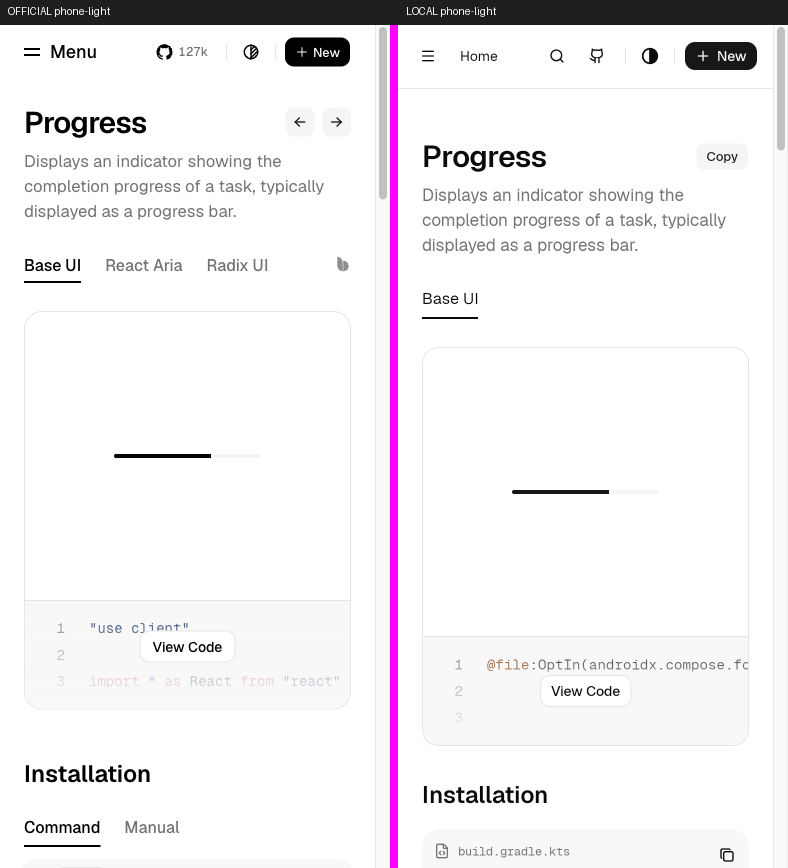 OFFICIAL phone-light
Menu
127k
New
Progress
Displays an indicator showing the
completion progress of a task, typically
displayed as a progress bar.
Base UI
React Aria
Radix UI
1 "use client"
2
3 import * as React from "react"
View Code
Installation
Command
Manual
LOCAL phone-light
Home
New
Progress
Copy
Displays an indicator showing the
completion progress of a task, typically
displayed as a progress bar.
Base UI
1 @file:OptIn(androidx.compose.fo
2
3
View Code
Installation
build.gradle.kts